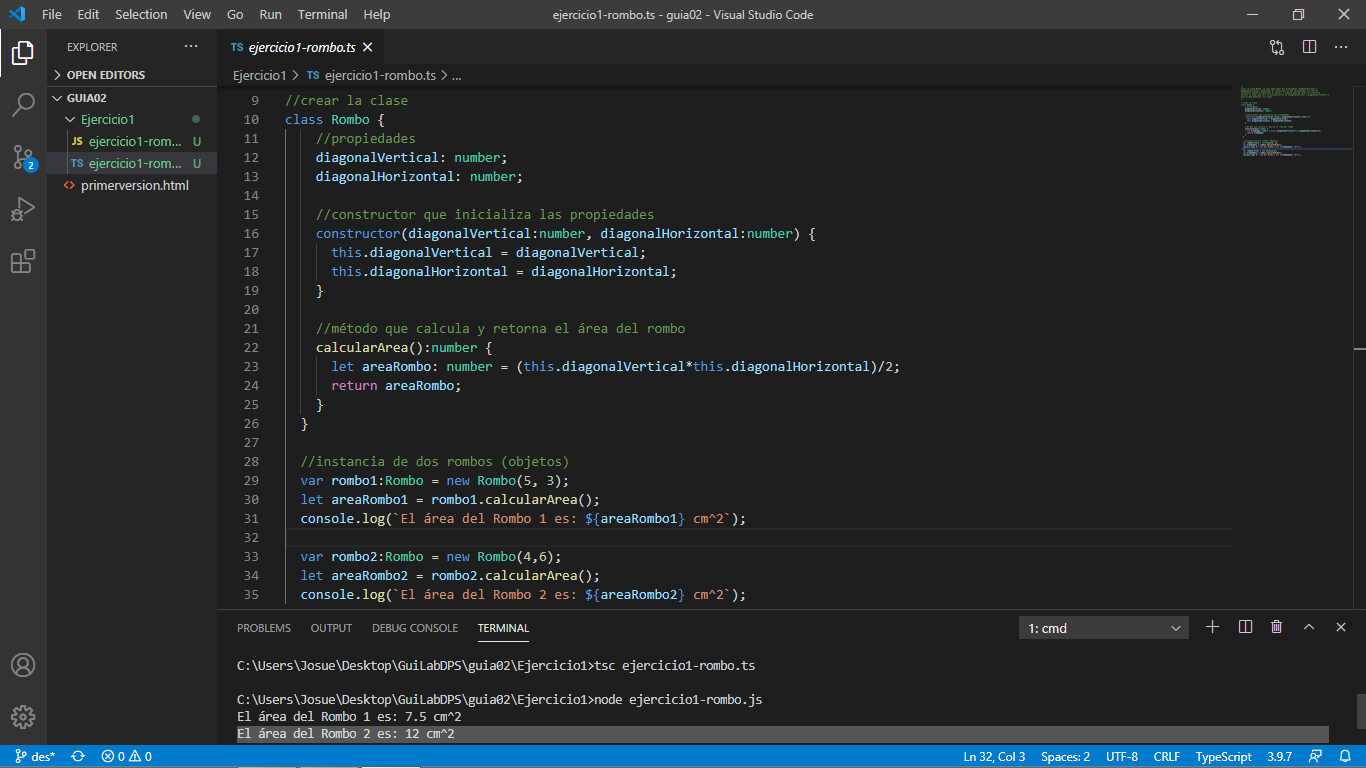 File Edit Selection View Go Run Terminal Help ejercicio1-rombo.ts - guia02 - Visual Studio Code
EXPLORER
TS ejercicio1-rombo.ts
OPEN EDITORS
Ejercicio1 > TS ejercicio1-rombo.ts > ...
GUIA02
Ejercicio1
JS ejercicio1-rom... U
TS ejercicio1-rom... U
primerversion.html
2
9 //crear la clase
10 class Rombo {
11 //propiedades
12 diagonalVertical: number;
13 diagonalHorizontal: number;
14
15 //constructor que inicializa las propiedades
16 constructor(diagonalVertical:number, diagonalHorizontal:number) {
17 this.diagonalVertical = diagonalVertical;
18 this.diagonalHorizontal = diagonalHorizontal;
19 }
20
21 //método que calcula y retorna el área del rombo
22 calcularArea():number {
23 let areaRombo: number = (this.diagonalVertical*this.diagonalHorizontal)/2;
24 return areaRombo;
25 }
26 }
27
28 //instancia de dos rombos (objetos)
29 var rombo1:Rombo = new Rombo(5, 3);
30 let areaRombo1 = rombo1.calcularArea();
31 console.log(`El área del Rombo 1 es: ${areaRombo1} cm^2`);
32
33 var rombo2:Rombo = new Rombo(4,6);
34 let areaRombo2 = rombo2.calcularArea();
35 console.log(`El área del Rombo 2 es: ${areaRombo2} cm^2`);
PROBLEMS OUTPUT DEBUG CONSOLE TERMINAL 1: cmd
C:\Users\Josue\Desktop\GuiLabDPS\guia02\Ejercicio1>tsc ejercicio1-rombo.ts
C:\Users\Josue\Desktop\GuiLabDPS\guia02\Ejercicio1>node ejercicio1-rombo.js
El área del Rombo 1 es: 7.5 cm^2
El área del Rombo 2 es: 12 cm^2
des* 0 0 Ln 32, Col 3 Spaces: 2 UTF-8 CRLF TypeScript 3.9.7